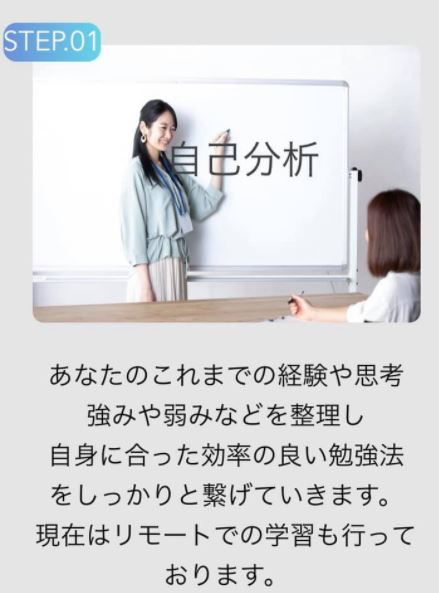 STEP.01
自己分析
あなたのこれまでの経験や思考
強みや弱みなどを整理し
自身に合った効率の良い勉強法
をしっかりと繋げていきます。
現在はリモートでの学習も行って
おります。